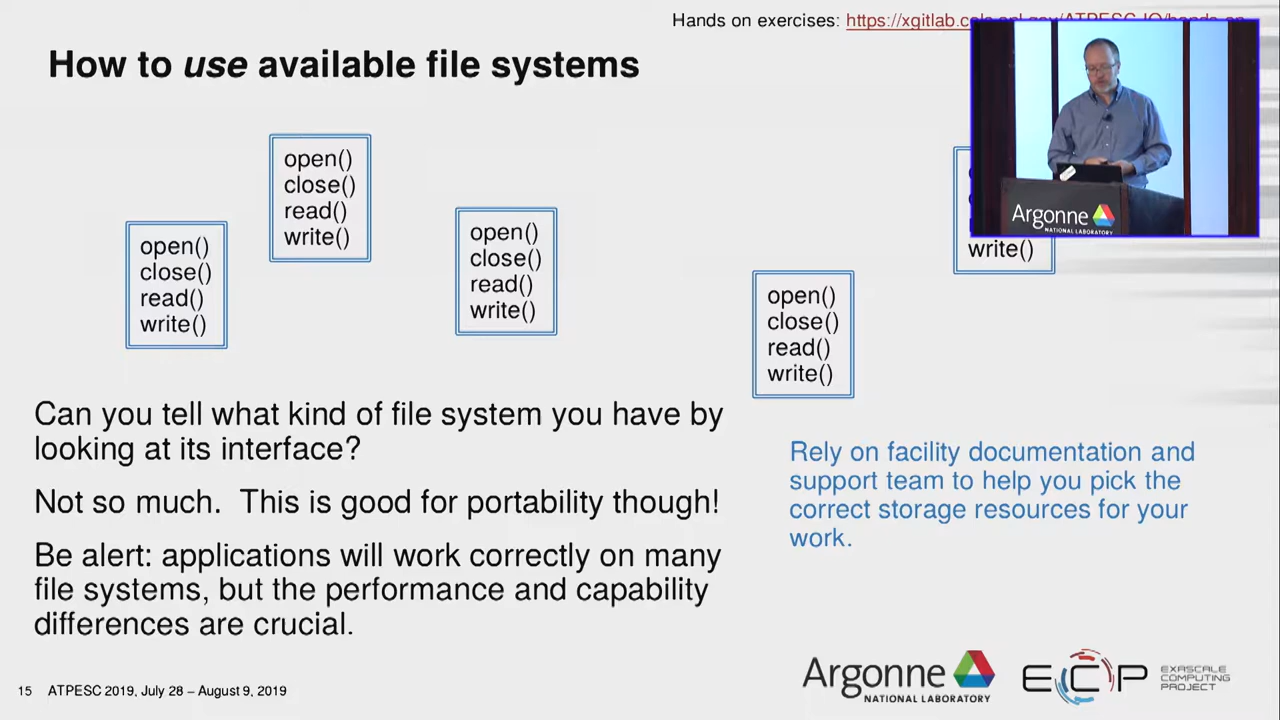 Hands on exercises: https://xgitlab.
How to use available file systems
open()
close()
read()
write()
open()
close()
read()
write()
open()
close()
read()
write()
open()
close()
read()
write()
write()
Argonne
NATIONAL LABORATORY
Can you tell what kind of file system you have by
looking at its interface?
Not so much. This is good for portability though!
Be alert: applications will work correctly on many
file systems, but the performance and capability
differences are crucial.
Rely on facility documentation and
support team to help you pick the
correct storage resources for your
work.
15 ATPESC 2019, July 28 – August 9, 2019
Argonne
NATIONAL LABORATORY
ECP
EXASCALE
COMPUTING
PROJECT